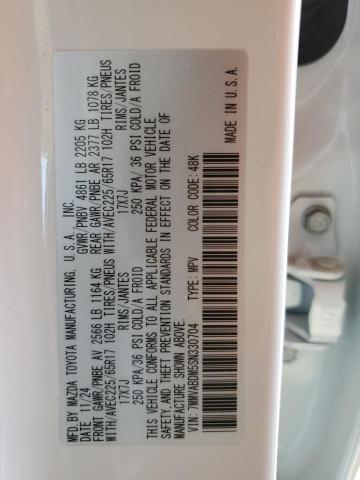 MFD.BY MAZDA TOYOTA MANUFACTURING, U.S.A., INC.
DATE 11/24 GVWR/PNBV 4861 LB 2205 KG
FRONT GAWR/PNBE AV 2566 LB 1164 KG REAR GAWR/PNBE AR 2377 LB 1078 KG
WITH/AVEC225/65R17 102H TIRES/PNEUS WITH/AVEC225/65R17 102H TIRES/PNEUS
17X7J RIMS/JANTES 17X7J RIMS/JANTES
250 KPA/36 PSI COLD/A FROID 250 KPA/ 36 PSI COLD/A FROID
THIS VEHICLE CONFORMS TO ALL APPLICABLE FEDERAL MOTOR VEHICLE
SAFETY, AND THEFT PREVENTION STANDARDS IN EFFECT ON THE DATE OF
MANUFACTURE SHOWN ABOVE.
7MMVABDM5SN330704 TYPE: MPV COLOR CODE: 48K
MADE IN U.S.A.